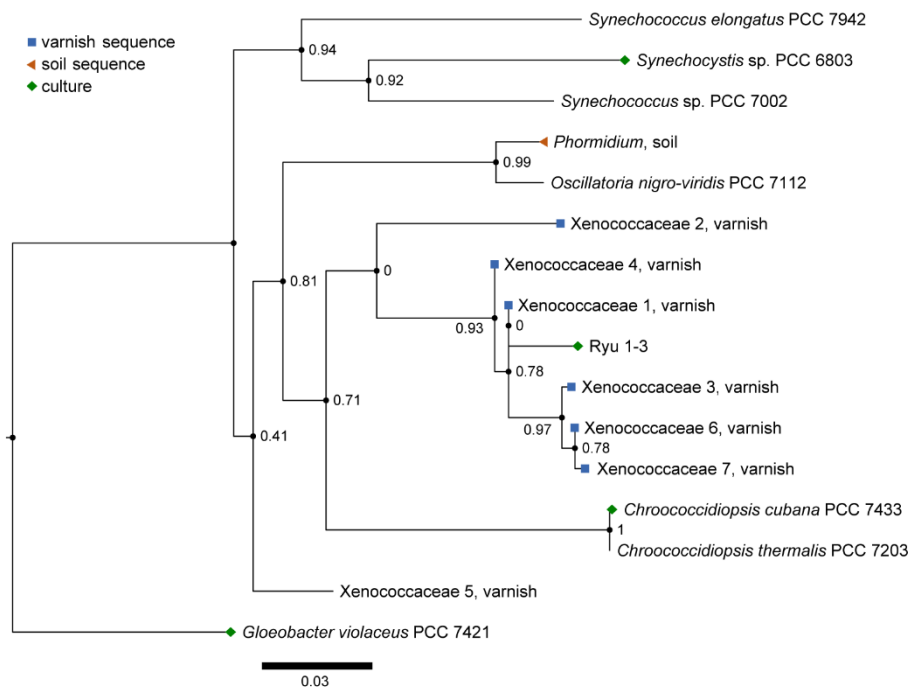 Synechococcus elongatus PCC 7942
varnish sequence
soil sequence
culture
0.94
Synechocystis sp. PCC 6803
0.92
Synechococcus sp. PCC 7002
Phormidium, soil
0.99
Oscillatoria nigro-viridis PCC 7112
Xenococcaceae 2, varnish
Xenococcaceae 4, varnish
0
0.81
Xenococcaceae 1, varnish
0.93
0
Ryu 1-3
0.78
Xenococcaceae 3, varnish
0.71
0.97
Xenococcaceae 6, varnish
0.41
0.78
Xenococcaceae 7, varnish
Chroococcidiopsis cubana PCC 7433
1
Chroococcidiopsis thermalis PCC 7203
Xenococcaceae 5, varnish
Gloeobacter violaceus PCC 7421
0.03